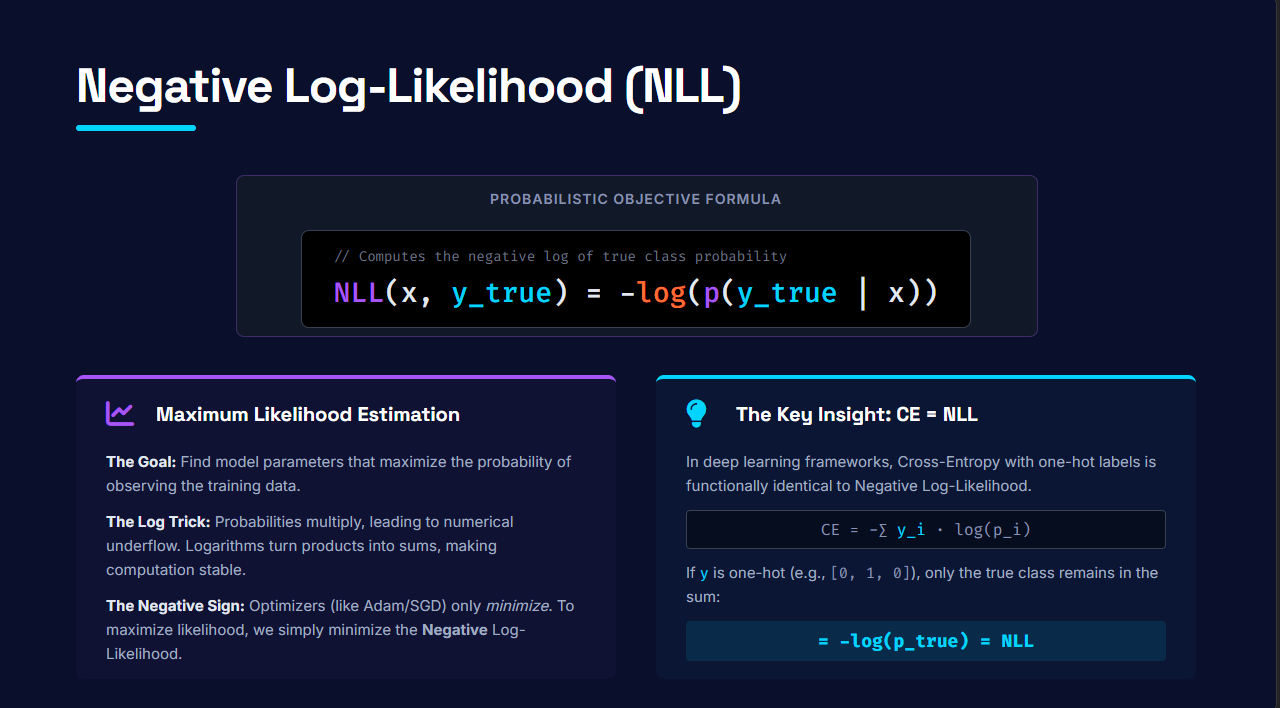 Negative Log-Likelihood (NLL)
PROBABILISTIC OBJECTIVE FORMULA
// Computes the negative log of true class probability
NLL(x, y_true) = -log(p(y_true | x))
Maximum Likelihood Estimation
The Goal: Find model parameters that maximize the probability of
observing the training data.
The Log Trick: Probabilities multiply, leading to numerical
underflow. Logarithms turn products into sums, making
computation stable.
The Negative Sign: Optimizers (like Adam/SGD) only minimize. To
maximize likelihood, we simply minimize the Negative Log-
Likelihood.
The Key Insight: CE = NLL
In deep learning frameworks, Cross-Entropy with one-hot labels is
functionally identical to Negative Log-Likelihood.
CE = -∑ y_i · log(p_i)
If y is one-hot (e.g., [0, 1, 0]), only the true class remains in the
sum:
= -log(p_true) = NLL